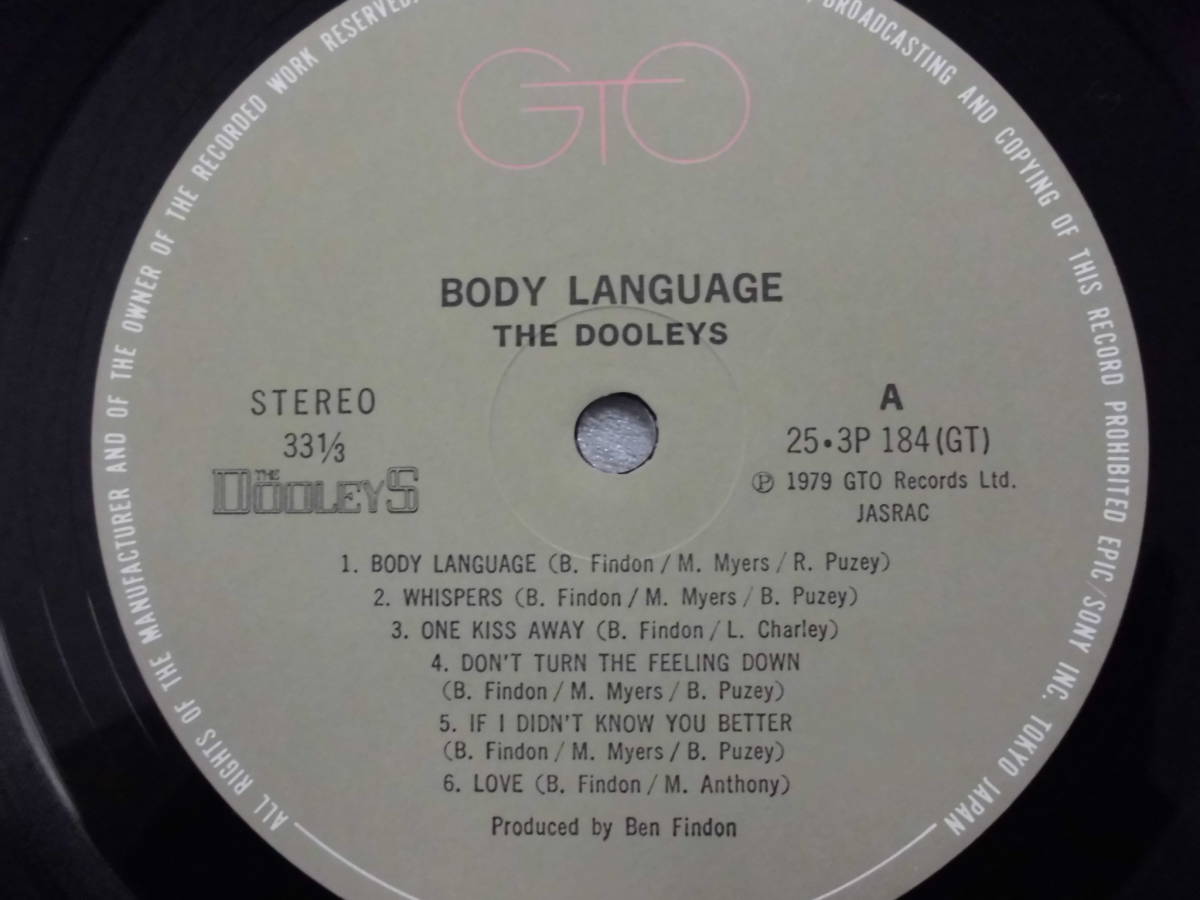 GTO
BODY LANGUAGE
THE DOOLEYS
STEREO
33⅓
THE DOOLEYS
A
25•3P 184(GT)
Ⓟ 1979 GTO Records Ltd.
JASRAC
1. BODY LANGUAGE (B. Findon/M. Myers/R. Puzey)
2. WHISPERS (B. Findon/M. Myers/B. Puzey)
3. ONE KISS AWAY (B. Findon/L. Charley)
4. DON'T TURN THE FEELING DOWN
(B. Findon/M. Myers/B. Puzey)
5. IF I DIDN'T KNOW YOU BETTER
(B. Findon/M. Myers/B. Puzey)
6. LOVE (B. Findon/M. Anthony)
Produced by Ben Findon
ALL RIGHTS OF THE MANUFACTURER AND OF THE OWNER OF THE RECORDED WORK RESERVED. BROADCASTING AND COPYING OF THIS RECORD PROHIBITED EPIC/SONY INC. TOKYO JAPAN